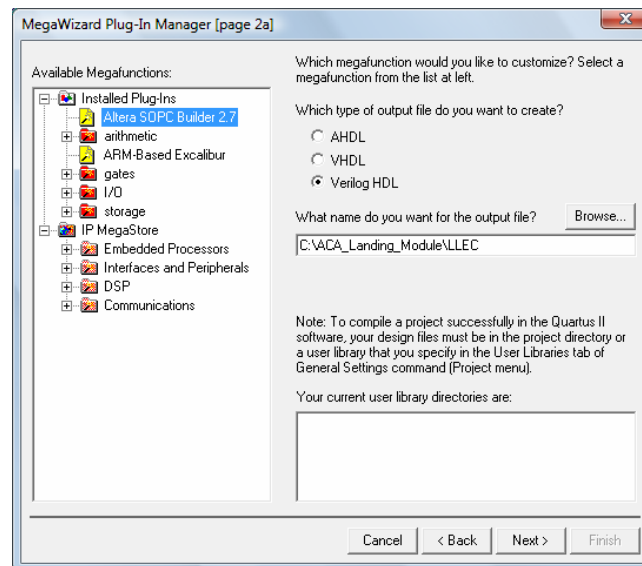 MegaWizard Plug-In Manager [page 2a]
Available Megafunctions:
Installed Plug-Ins
Altera SOPC Builder 2.7
arithmetic
ARM-Based Excalibur
gates
I/O
storage
IP MegaStore
Embedded Processors
Interfaces and Peripherals
DSP
Communications
Which megafunction would you like to customize? Select a
megafunction from the list at left.
Which type of output file do you want to create?
AHDL
VHDL
Verilog HDL
What name do you want for the output file?
Browse...
C:\ACA_Landing_Module\LLEC
Note: To compile a project successfully in the Quartus II
software, your design files must be in the project directory or
a user library that you specify in the User Libraries tab of
General Settings command (Project menu).
Your current user library directories are:
Cancel
< Back
Next >
Finish